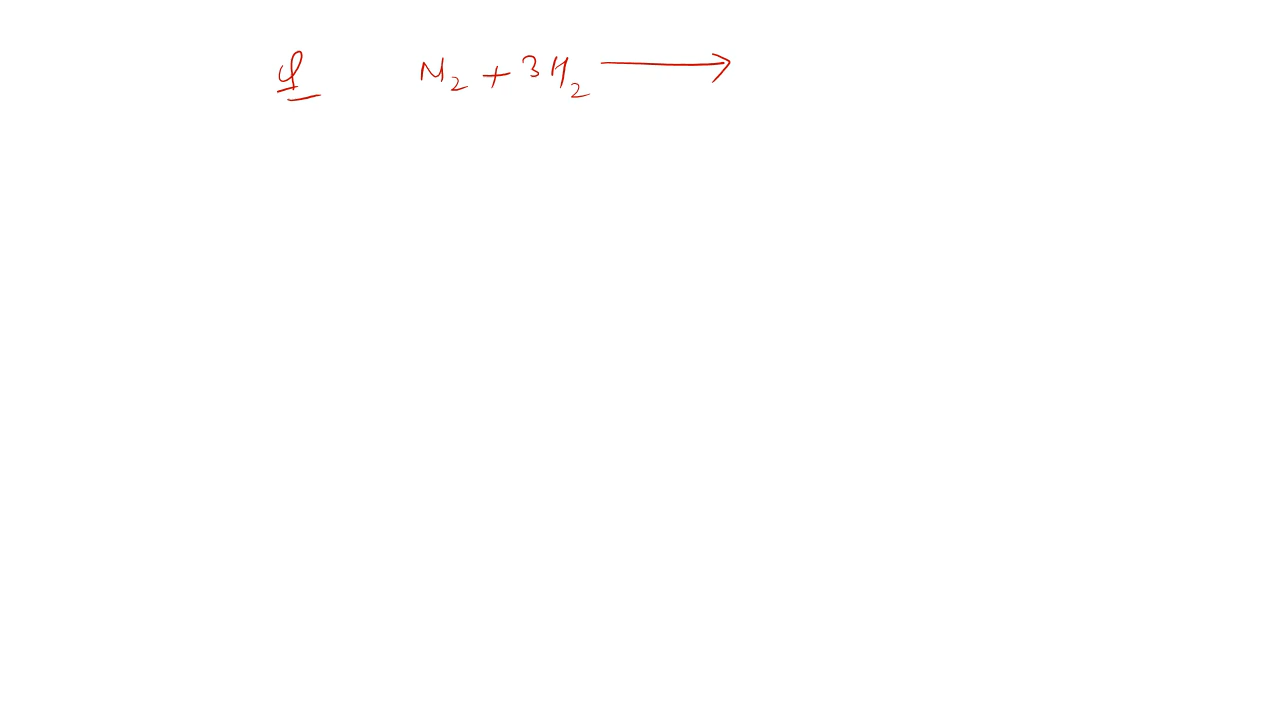 Q N₂ + 3H₂ ⟶